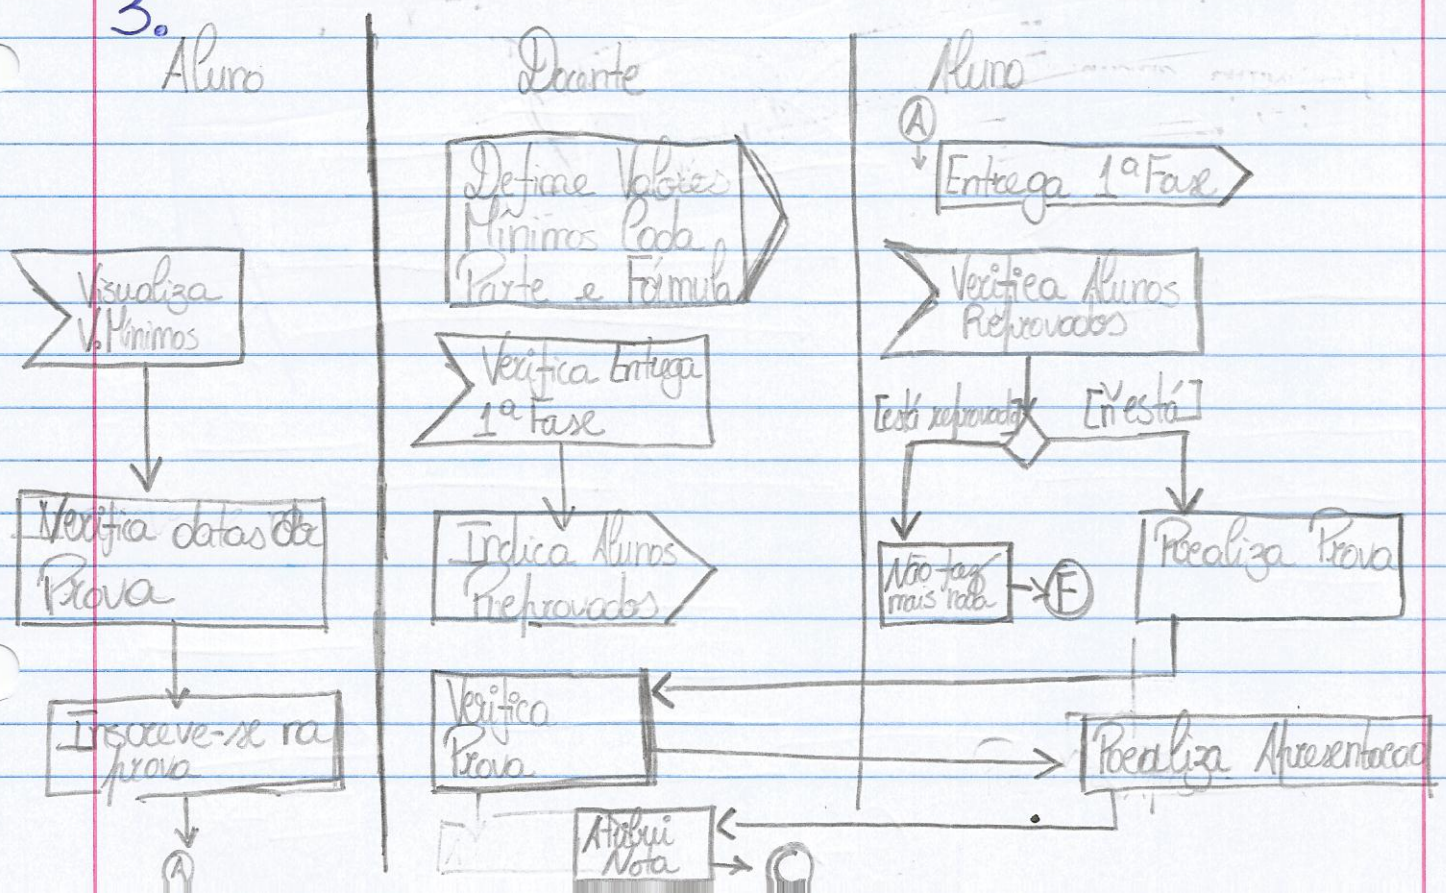 3.
Aluno
Docente
Aluno
A
Define Valores
Mínimos Cada
Parte e Fórmula
Entrega 1ª Fase
Visualiza
V. Mínimos
Verifica Entrega
1ª Fase
Verifica Alunos
Reprovados
[está reprovado]
[ñ está]
Verifica datas da
Prova
Indica Alunos
Reprovados
Não faz
mais nada
F
Realiza Prova
Inscreve-se na
prova
Verifica
Prova
Realiza Apresentacao
Atribui
Nota
A